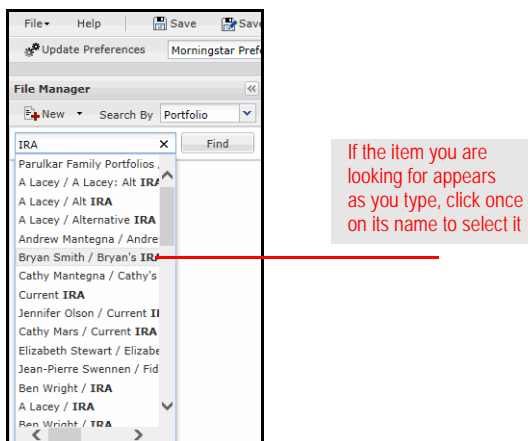 File Help Save Save
Update Preferences Morningstar Pref
File Manager
New Search By Portfolio
IRA Find
Parulkar Family Portfolios
A Lacey / A Lacey: Alt IRA
A Lacey / Alt IRA
A Lacey / Alternative IRA
Andrew Mantegna / Andre
Bryan Smith / Bryan's IRA
Cathy Mantegna / Cathy's
Current IRA
Jennifer Olson / Current
Cathy Mars / Current IRA
Elizabeth Stewart / Elizabe
Jean-Pierre Swennen / Fid
Ben Wright / IRA
A Lacey / IRA
Ben Wright / IRA
If the item you are
looking for appears
as you type, click once
on its name to select it